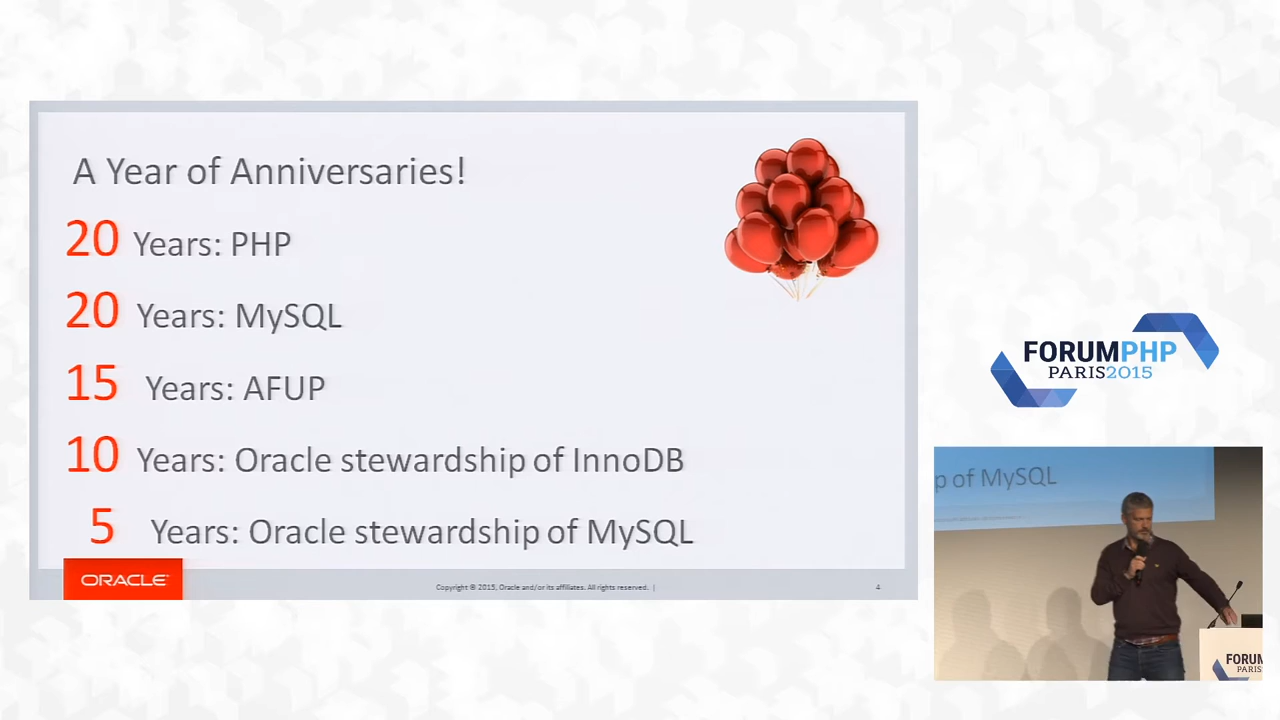 A Year of Anniversaries!
20 Years: PHP
20 Years: MySQL
15 Years: AFUP
10 Years: Oracle stewardship of InnoDB
5 Years: Oracle stewardship of MySQL
ORACLE
Copyright © 2015, Oracle and/or its affiliates. All rights reserved. |
4
FORUMPHP
PARIS2015
p of MySQL
FORUM
PARIS